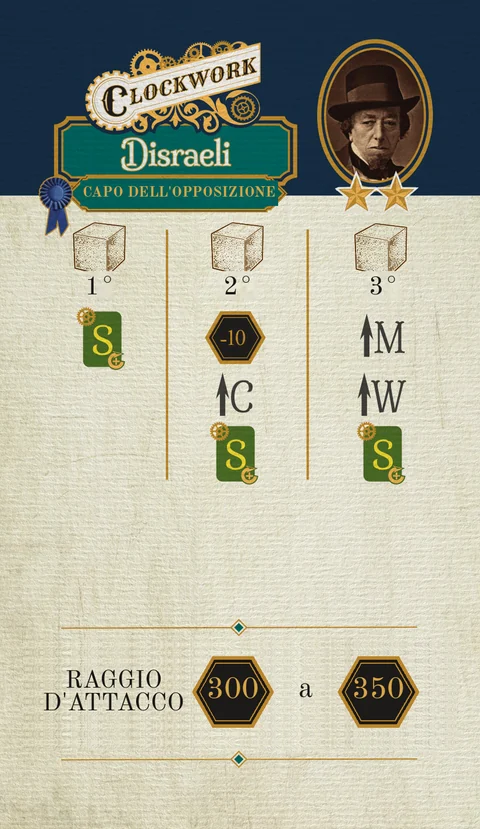 CLOCKWORK
Disraeli
CAPO DELL'OPPOSIZIONE
1° 2° 3°
S -10 M
C W
S S
RAGGIO
D'ATTACCO 300 a 350